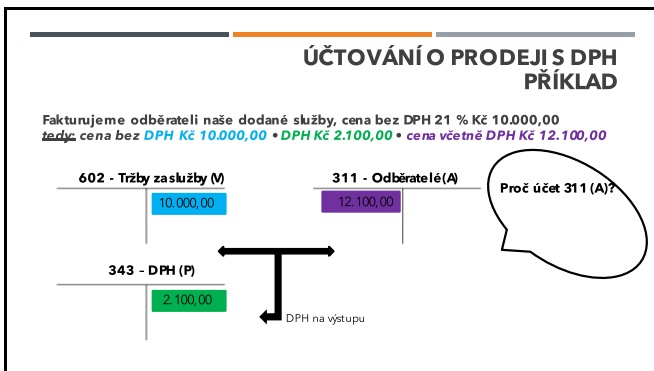 ÚČTOVÁNÍ O PRODEJI S DPH
PŘÍKLAD
Fakturujeme odběrateli naše dodané služby, cena bez DPH 21 % Kč 10.000,00
tedy: cena bez DPH Kč 10.000,00 • DPH Kč 2.100,00 • cena včetně DPH Kč 12.100,00
602 - Tržby za služby (V)
311 - Odběratelé (A)
Proč účet 311 (A)?
10.000,00
12.100,00
343 – DPH (P)
2.100,00
DPH na výstupu